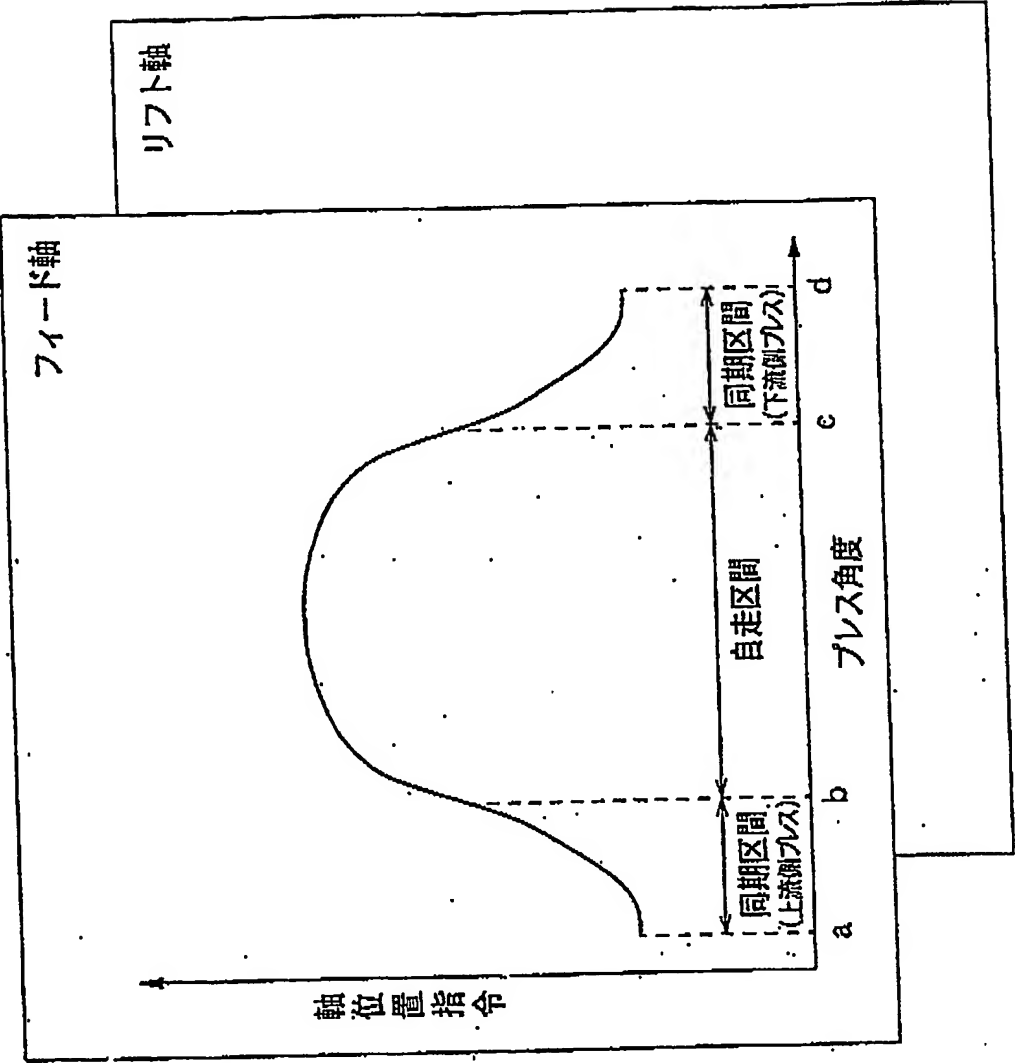 リフト軸
フィード軸
軸位置指令
同期区間
(上流側プレス)
自走区間
同期区間
(下流側プレス)
a
b
c
d
プレス角度